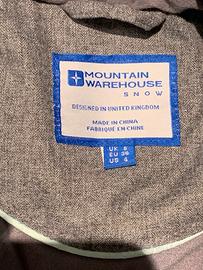 MOUNTAIN
WAREHOUSE
SNOW
DESIGNED IN UNITED KINGDOM
MADE IN CHINA
FABRIQUÉ EN CHINE
UK 8
EU 36
US 4